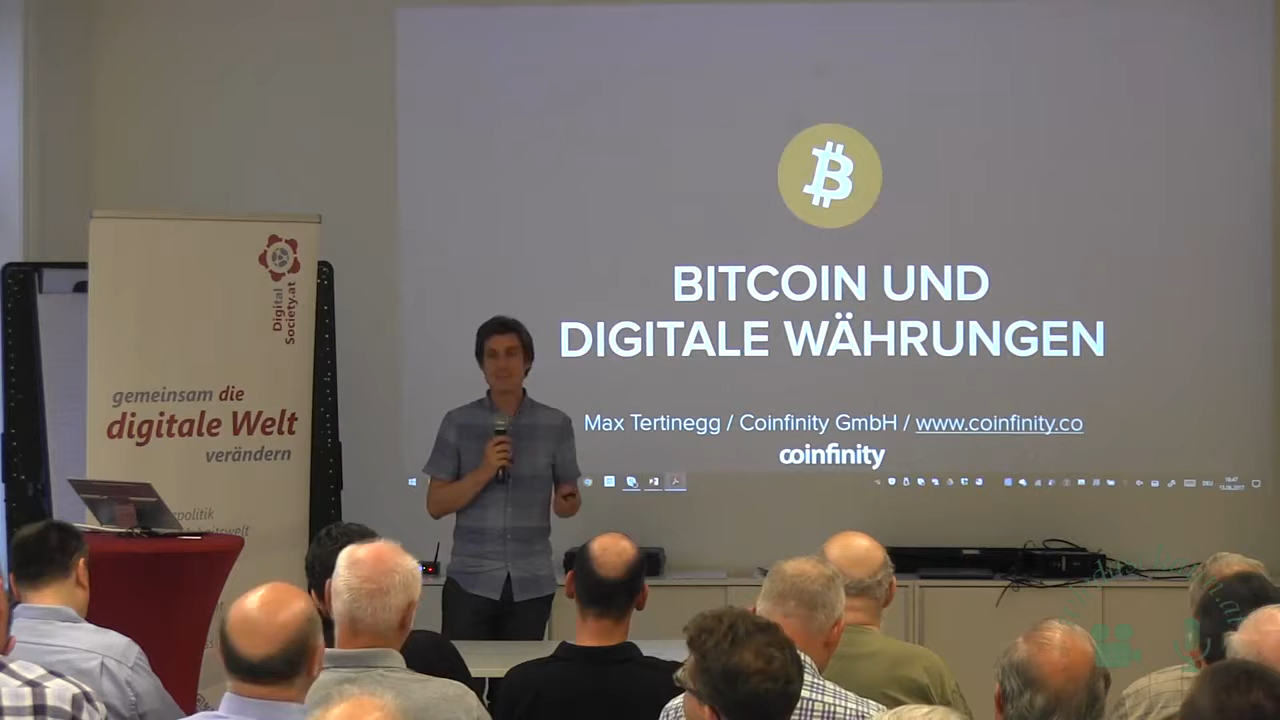 Digital
Society.at
gemeinsam die
digitale Welt
verändern
BITCOIN UND
DIGITALE WÄHRUNGEN
Max Tertinegg / Coinfinity GmbH / www.coinfinity.co
coinfinity
DEU